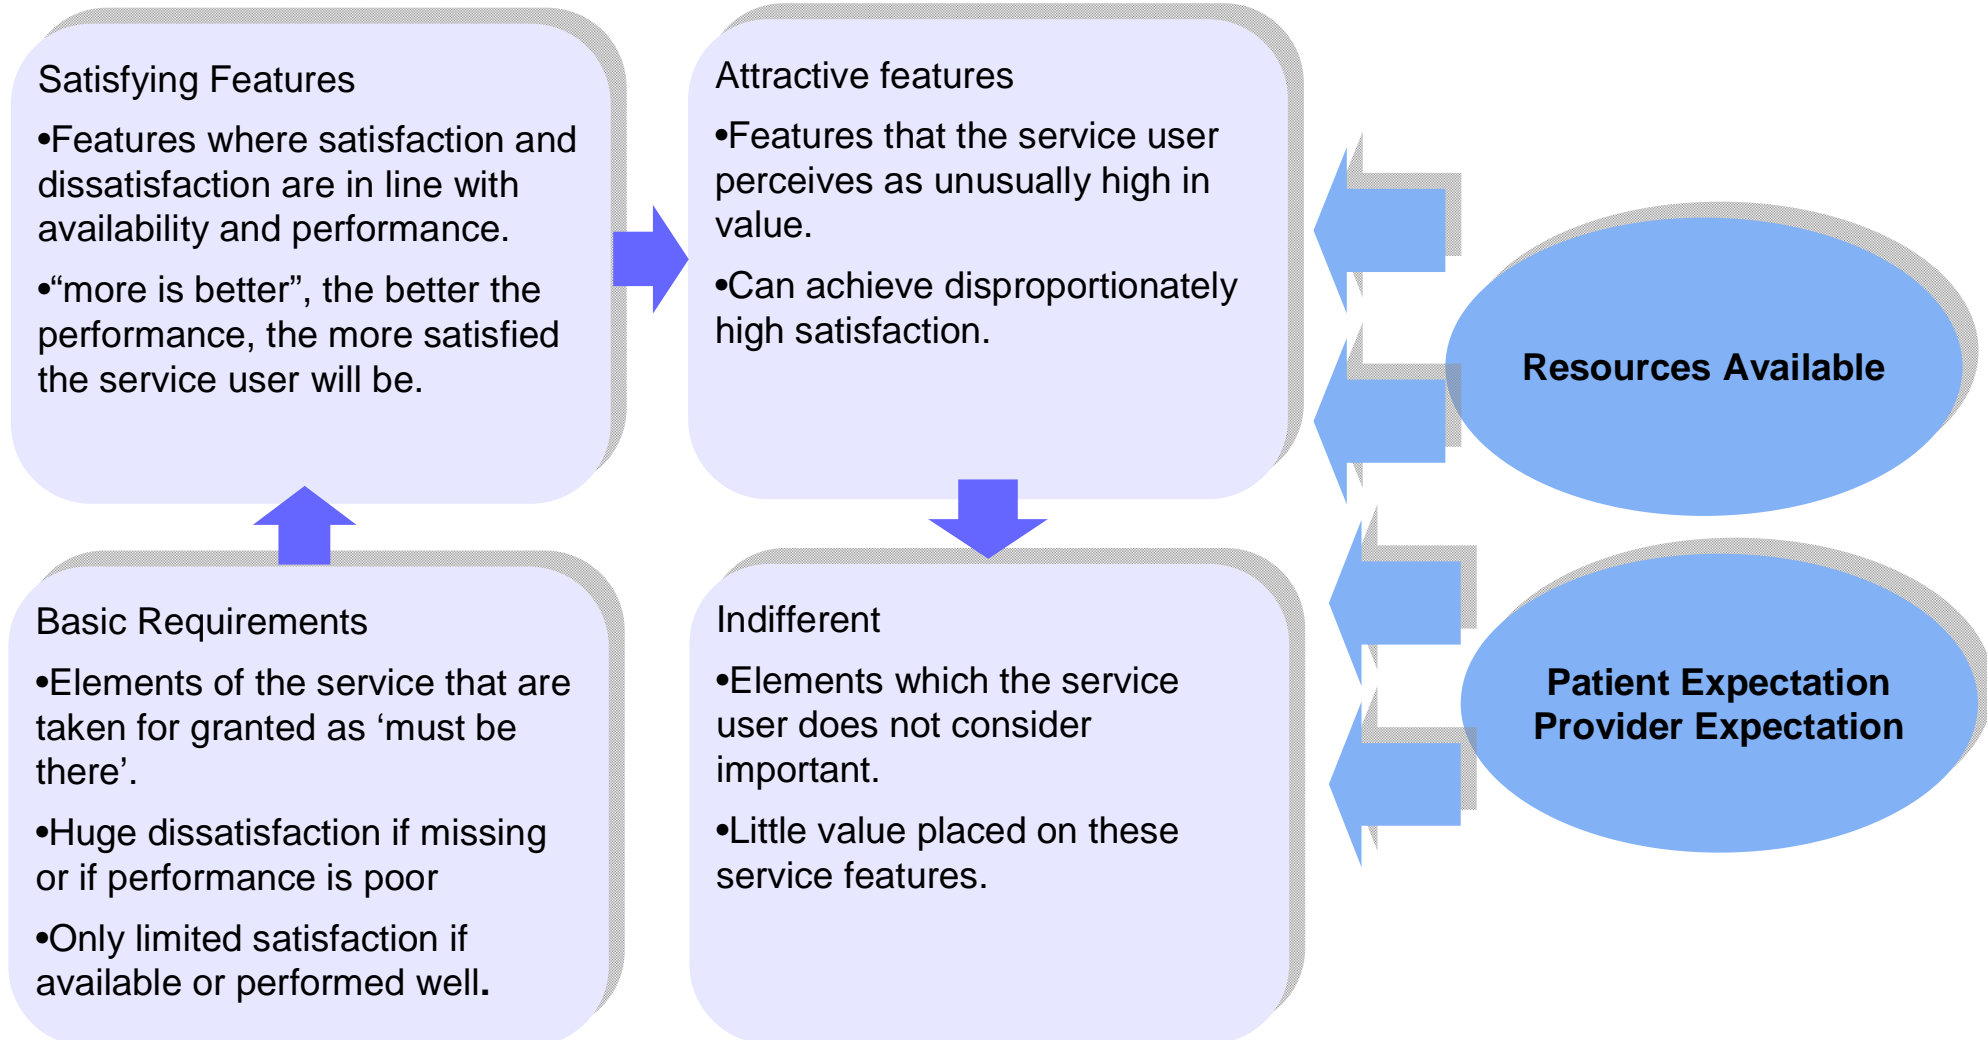 Satisfying Features
•Features where satisfaction and
dissatisfaction are in line with
availability and performance.
•“more is better”, the better the
performance, the more satisfied
the service user will be.
Attractive features
•Features that the service user
perceives as unusually high in
value.
•Can achieve disproportionately
high satisfaction.
Resources Available
Basic Requirements
•Elements of the service that are
taken for granted as ‘must be
there’.
•Huge dissatisfaction if missing
or if performance is poor
•Only limited satisfaction if
available or performed well.
Indifferent
•Elements which the service
user does not consider
important.
•Little value placed on these
service features.
Patient Expectation
Provider Expectation